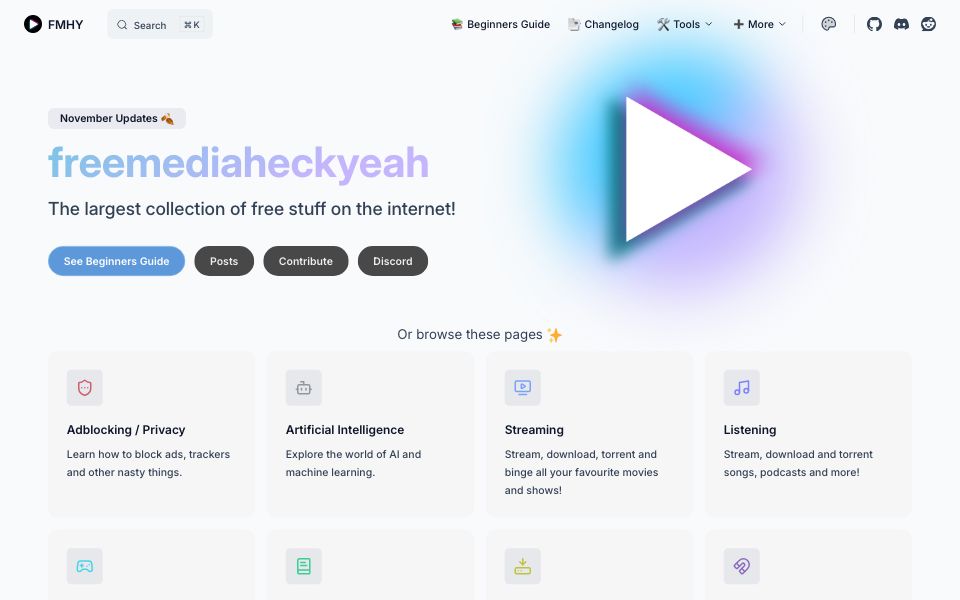 FMHY
Search ⌘ K
📚 Beginners Guide
📑 Changelog
🛠️ Tools
➕ More
November Updates 🍂
freemediaheckyeah
The largest collection of free stuff on the internet!
See Beginners Guide
Posts
Contribute
Discord
Or browse these pages ✨
Adblocking / Privacy
Learn how to block ads, trackers
and other nasty things.
Artificial Intelligence
Explore the world of AI and
machine learning.
Streaming
Stream, download, torrent and
binge all your favourite movies
and shows!
Listening
Stream, download and torrent
songs, podcasts and more!